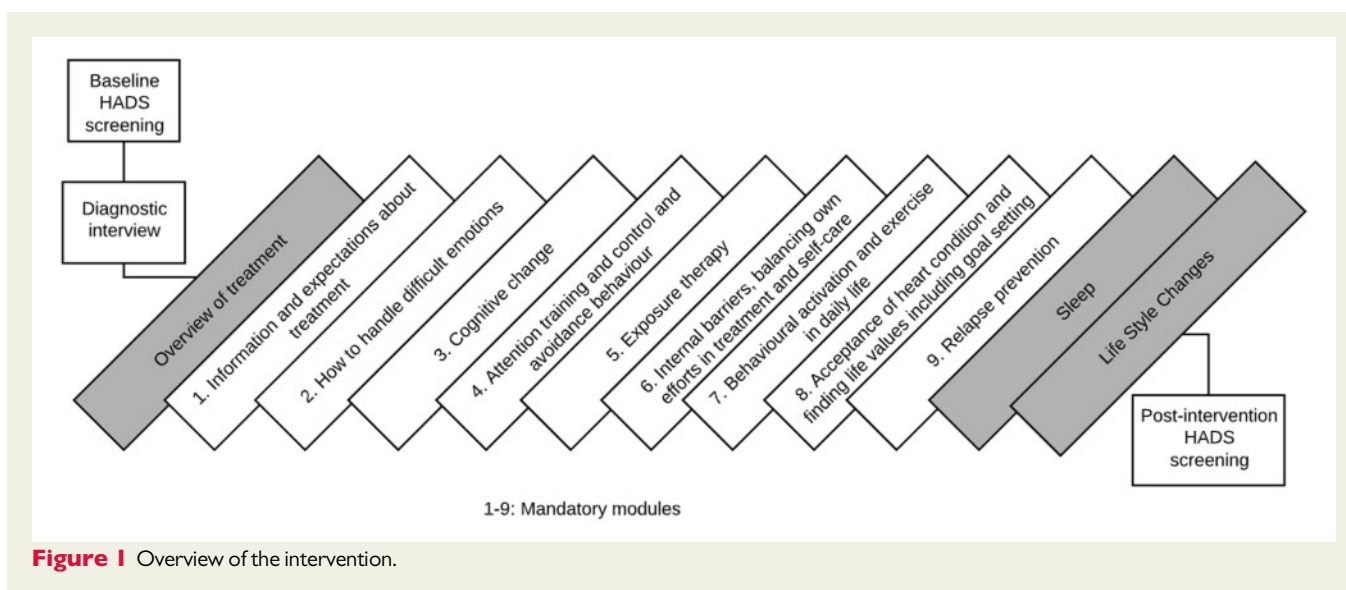 Baseline
HADS
screening
Diagnostic
interview
Overview of treatment
1. Information and expectations about
treatment
2. How to handle difficult emotions
3. Cognitive change
4. Attention training and control and
avoidance behaviour
5. Exposure therapy
6. Internal barriers, balancing own
efforts in treatment and self-care
7. Behavioural activation and exercise
in daily life
8. Acceptance of heart condition and
finding life values including goal setting
9. Relapse prevention
Sleep
Life Style Changes
Post-intervention
HADS
screening
1-9: Mandatory modules
Figure 1 Overview of the intervention.